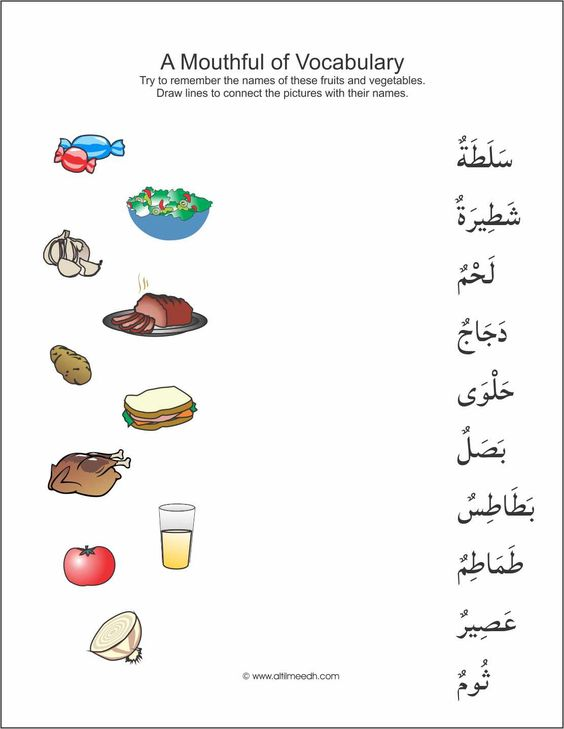 A Mouthful of Vocabulary
Try to remember the names of these fruits and vegetables.
Draw lines to connect the pictures with their names.
سَلَطَةٌ
شَطِيرَةٌ
لَحْمٌ
دَجَاجٌ
حَلْوَى
بَصَلٌ
بَطَاطِسٌ
طَمَاطِمٌ
عَصِيرٌ
ثُومٌ
© www.altilmeedh.com